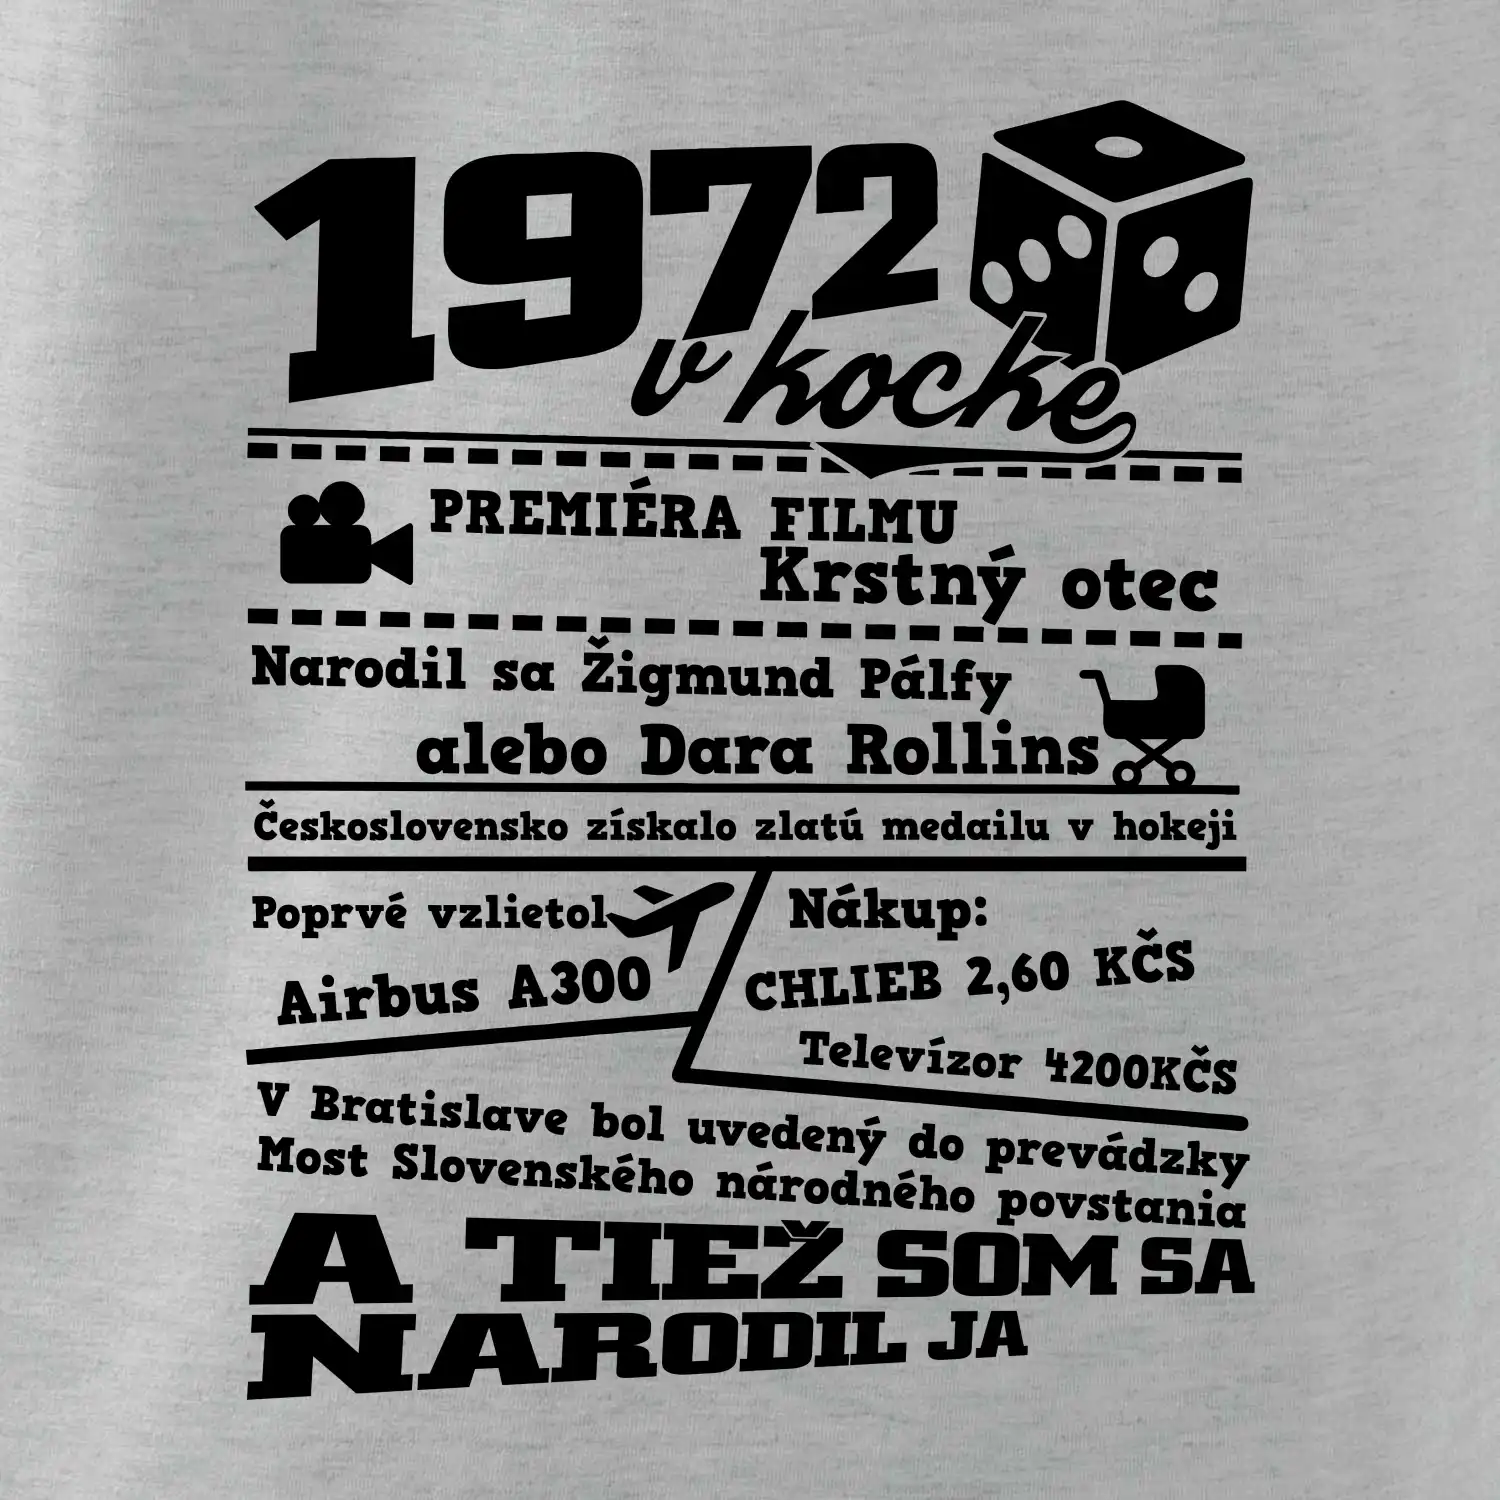 1972
v kocke
PREMIÉRA FILMU
Krstný otec
Narodil sa Žigmund Pálfy
alebo Dara Rollins
Československo získalo zlatú medailu v hokeji
Poprvé vzlietol
Airbus A300
Nákup:
CHLIEB 2,60 KČS
Televízor 4200KČS
V Bratislave bol uvedený do prevádzky
Most Slovenského národného povstania
A TIEŽ SOM SA
NARODIL JA